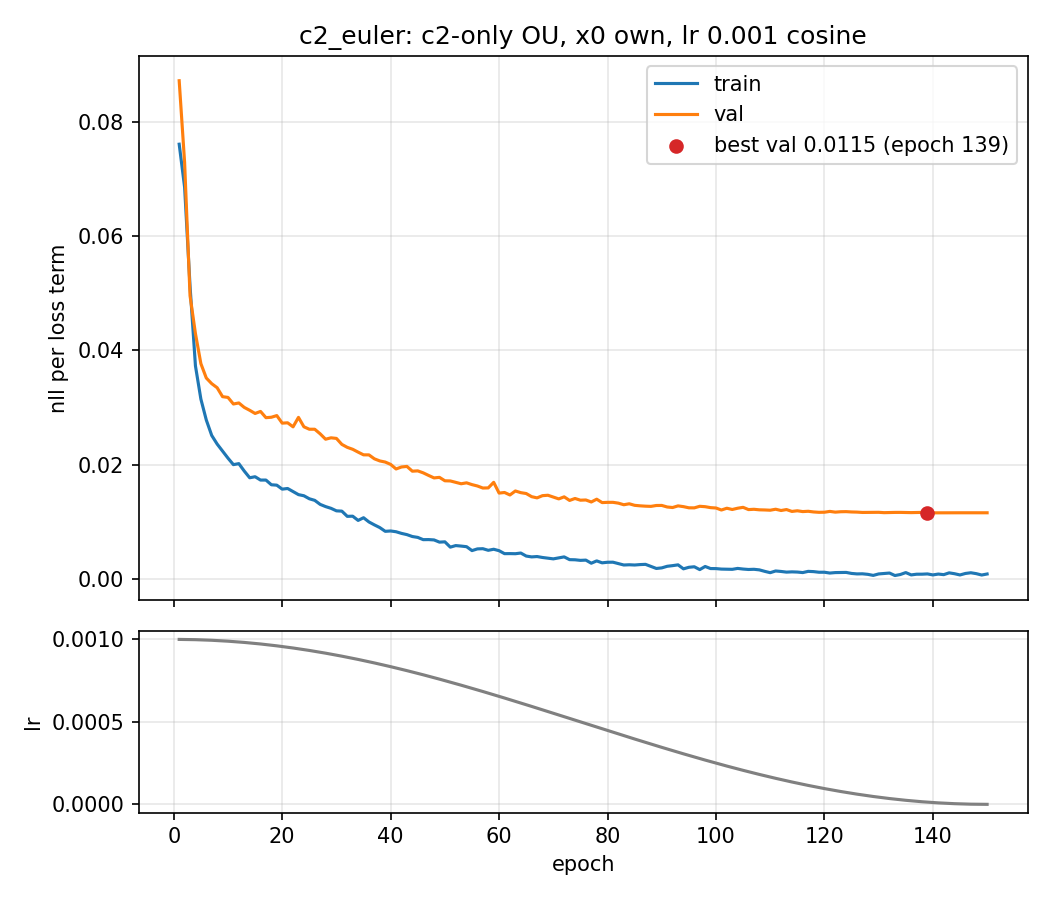 c2_euler: c2-only OU, x0 own, lr 0.001 cosine
train
val
best val 0.0115 (epoch 139)
nll per loss term
0.08
0.06
0.04
0.02
0.00
lr
0.0010
0.0005
0.0000
0 20 40 60 80 100 120 140
epoch